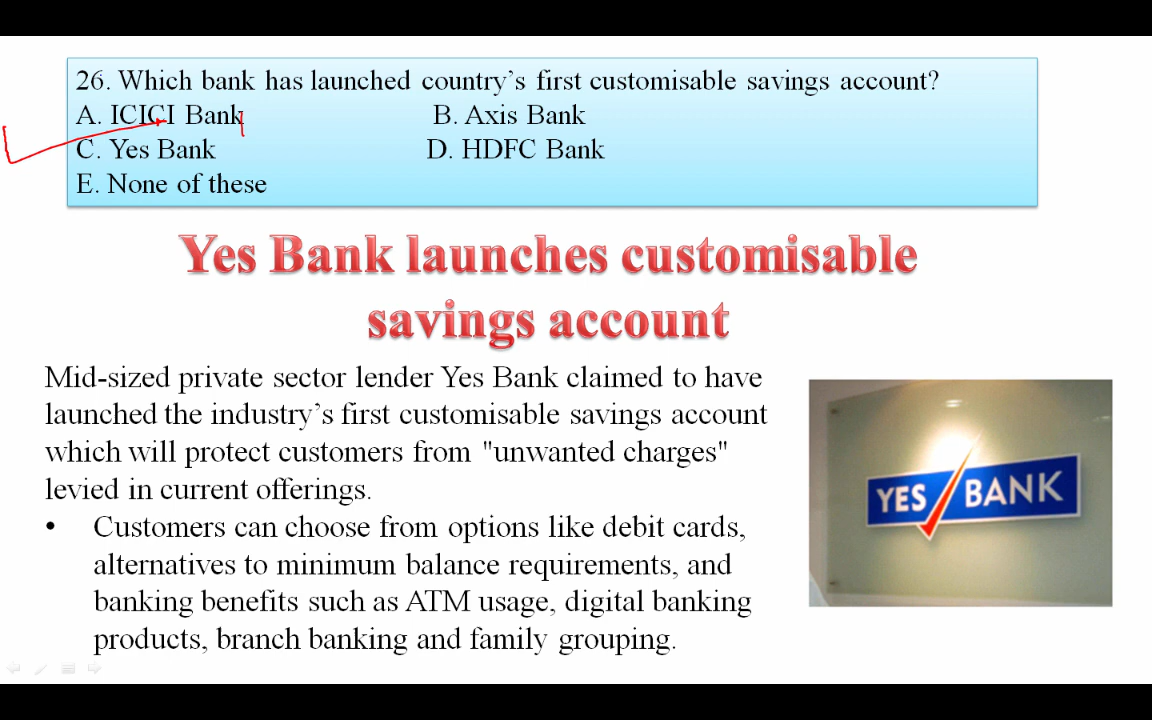 26. Which bank has launched country’s first customisable savings account?
A. ICICI Bank B. Axis Bank
C. Yes Bank D. HDFC Bank
E. None of these
Yes Bank launches customisable
savings account
Mid-sized private sector lender Yes Bank claimed to have
launched the industry’s first customisable savings account
which will protect customers from "unwanted charges"
levied in current offerings.
• Customers can choose from options like debit cards,
alternatives to minimum balance requirements, and
banking benefits such as ATM usage, digital banking
products, branch banking and family grouping.
YES BANK